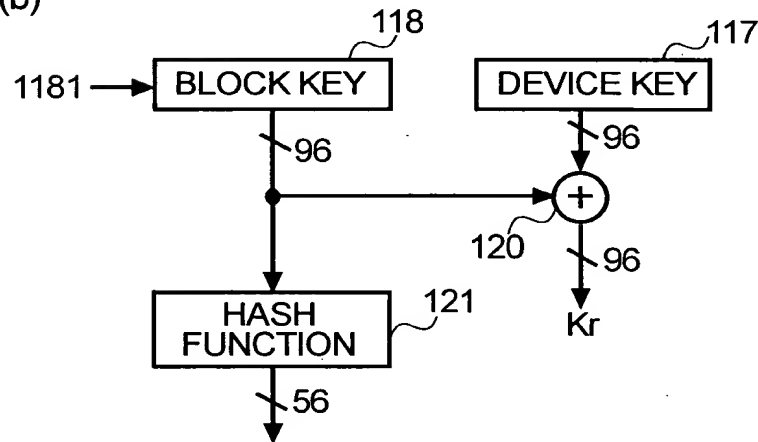 (b)
118
117
1181
BLOCK KEY
DEVICE KEY
96
96
+
120
96
HASH
FUNCTION
121
Kr
56